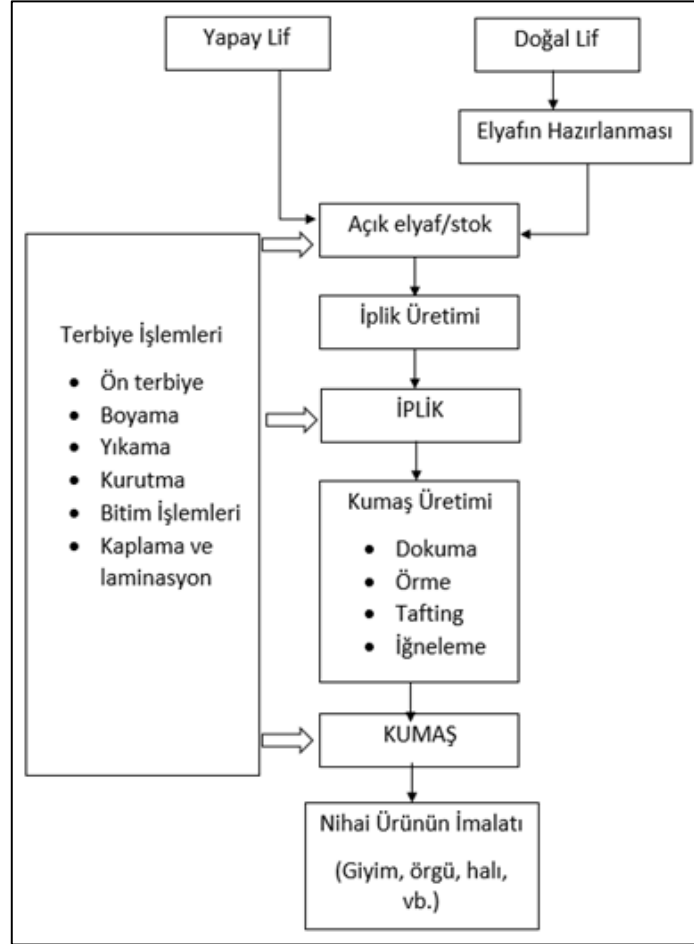 Yapay Lif
Doğal Lif
Elyafın Hazırlanması
Açık elyaf/stok
İplik Üretimi
Terbiye İşlemleri
• Ön terbiye
• Boyama
• Yıkama
• Kurutma
• Bitim İşlemleri
• Kaplama ve
laminasyon
İPLİK
Kumaş Üretimi
• Dokuma
• Örme
• Tafting
• İğneleme
KUMAŞ
Nihai Ürünün İmalatı
(Giyim, örgü, halı,
vb.)